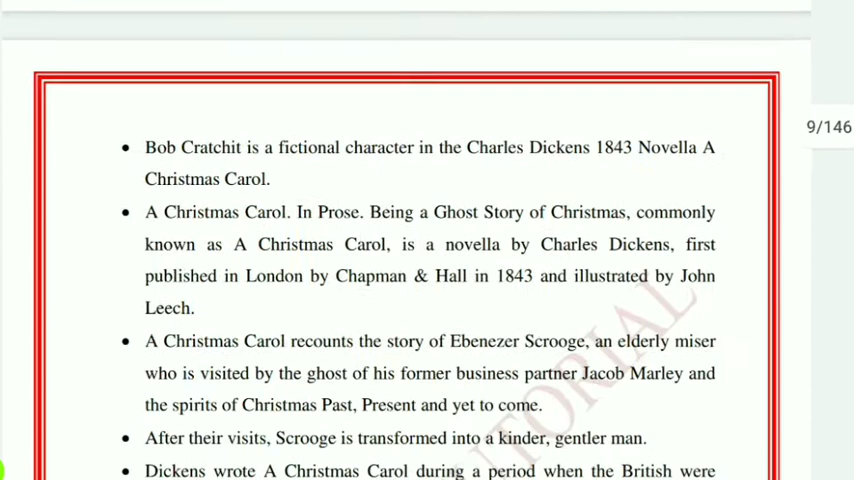 9/146
• Bob Cratchit is a fictional character in the Charles Dickens 1843 Novella A
Christmas Carol.
• A Christmas Carol. In Prose. Being a Ghost Story of Christmas, commonly
known as A Christmas Carol, is a novella by Charles Dickens, first
published in London by Chapman & Hall in 1843 and illustrated by John
Leech.
• A Christmas Carol recounts the story of Ebenezer Scrooge, an elderly miser
who is visited by the ghost of his former business partner Jacob Marley and
the spirits of Christmas Past, Present and yet to come.
• After their visits, Scrooge is transformed into a kinder, gentler man.
• Dickens wrote A Christmas Carol during a period when the British were